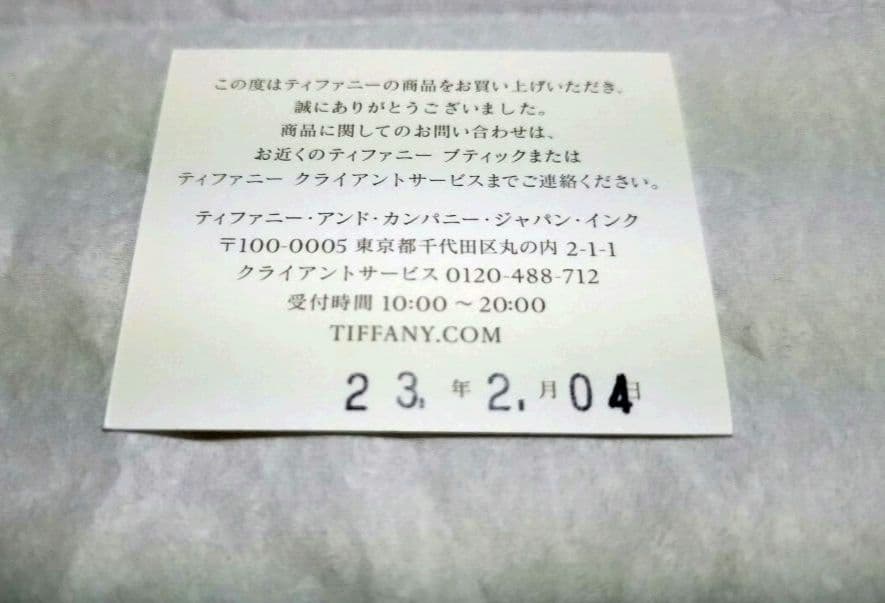 この度はティファニーの商品をお買い上げいただき、
誠にありがとうございました。
商品に関してのお問い合わせは、
お近くのティファニー ブティックまたは
ティファニー クライアントサービスまでご連絡ください。
ティファニー・アンド・カンパニー・ジャパン・インク
〒100-0005 東京都千代田区丸の内 2-1-1
クライアントサービス 0120-488-712
受付時間 10:00 ～ 20:00
TIFFANY.COM
23. 年 2. 月 04 日